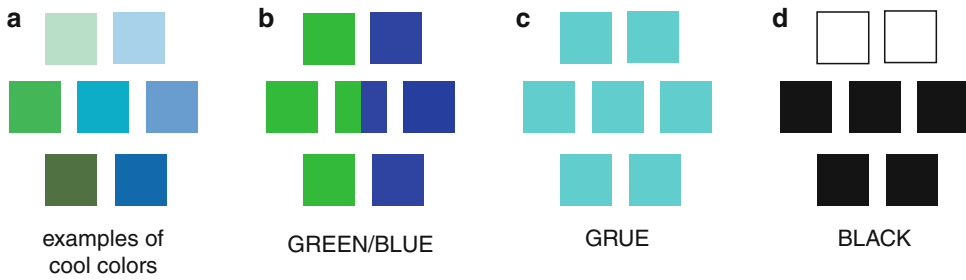 a
b
c
d
examples of
cool colors
GREEN/BLUE
GRUE
BLACK